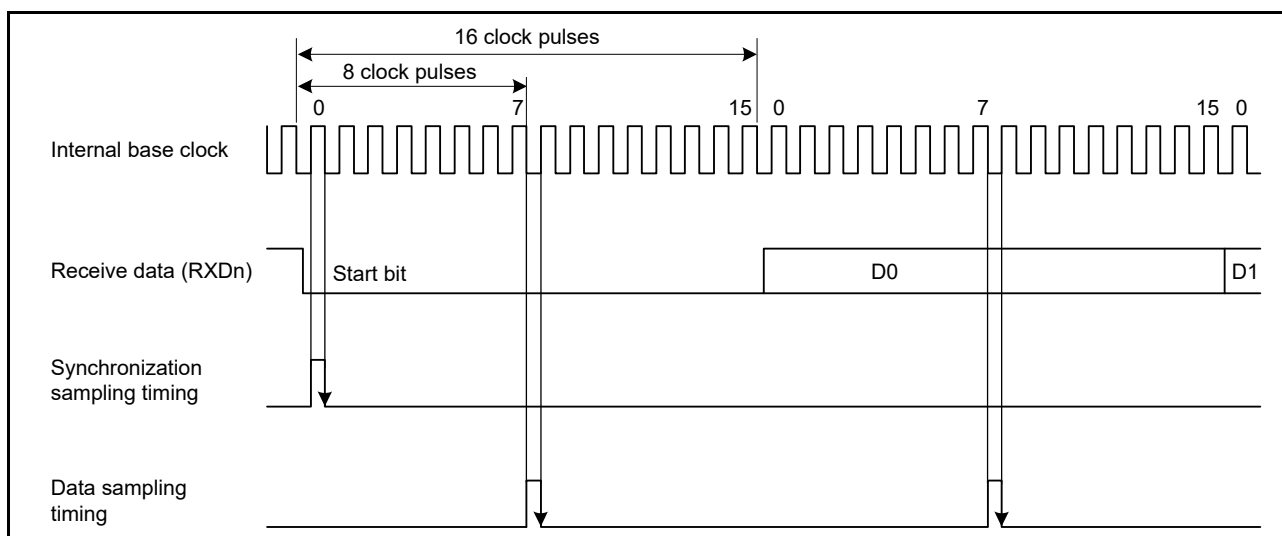 16 clock pulses
8 clock pulses
0 7 15 0 7 15 0
Internal base clock
Receive data (RXDn)
Start bit
D0
D1
Synchronization
sampling timing
Data sampling
timing